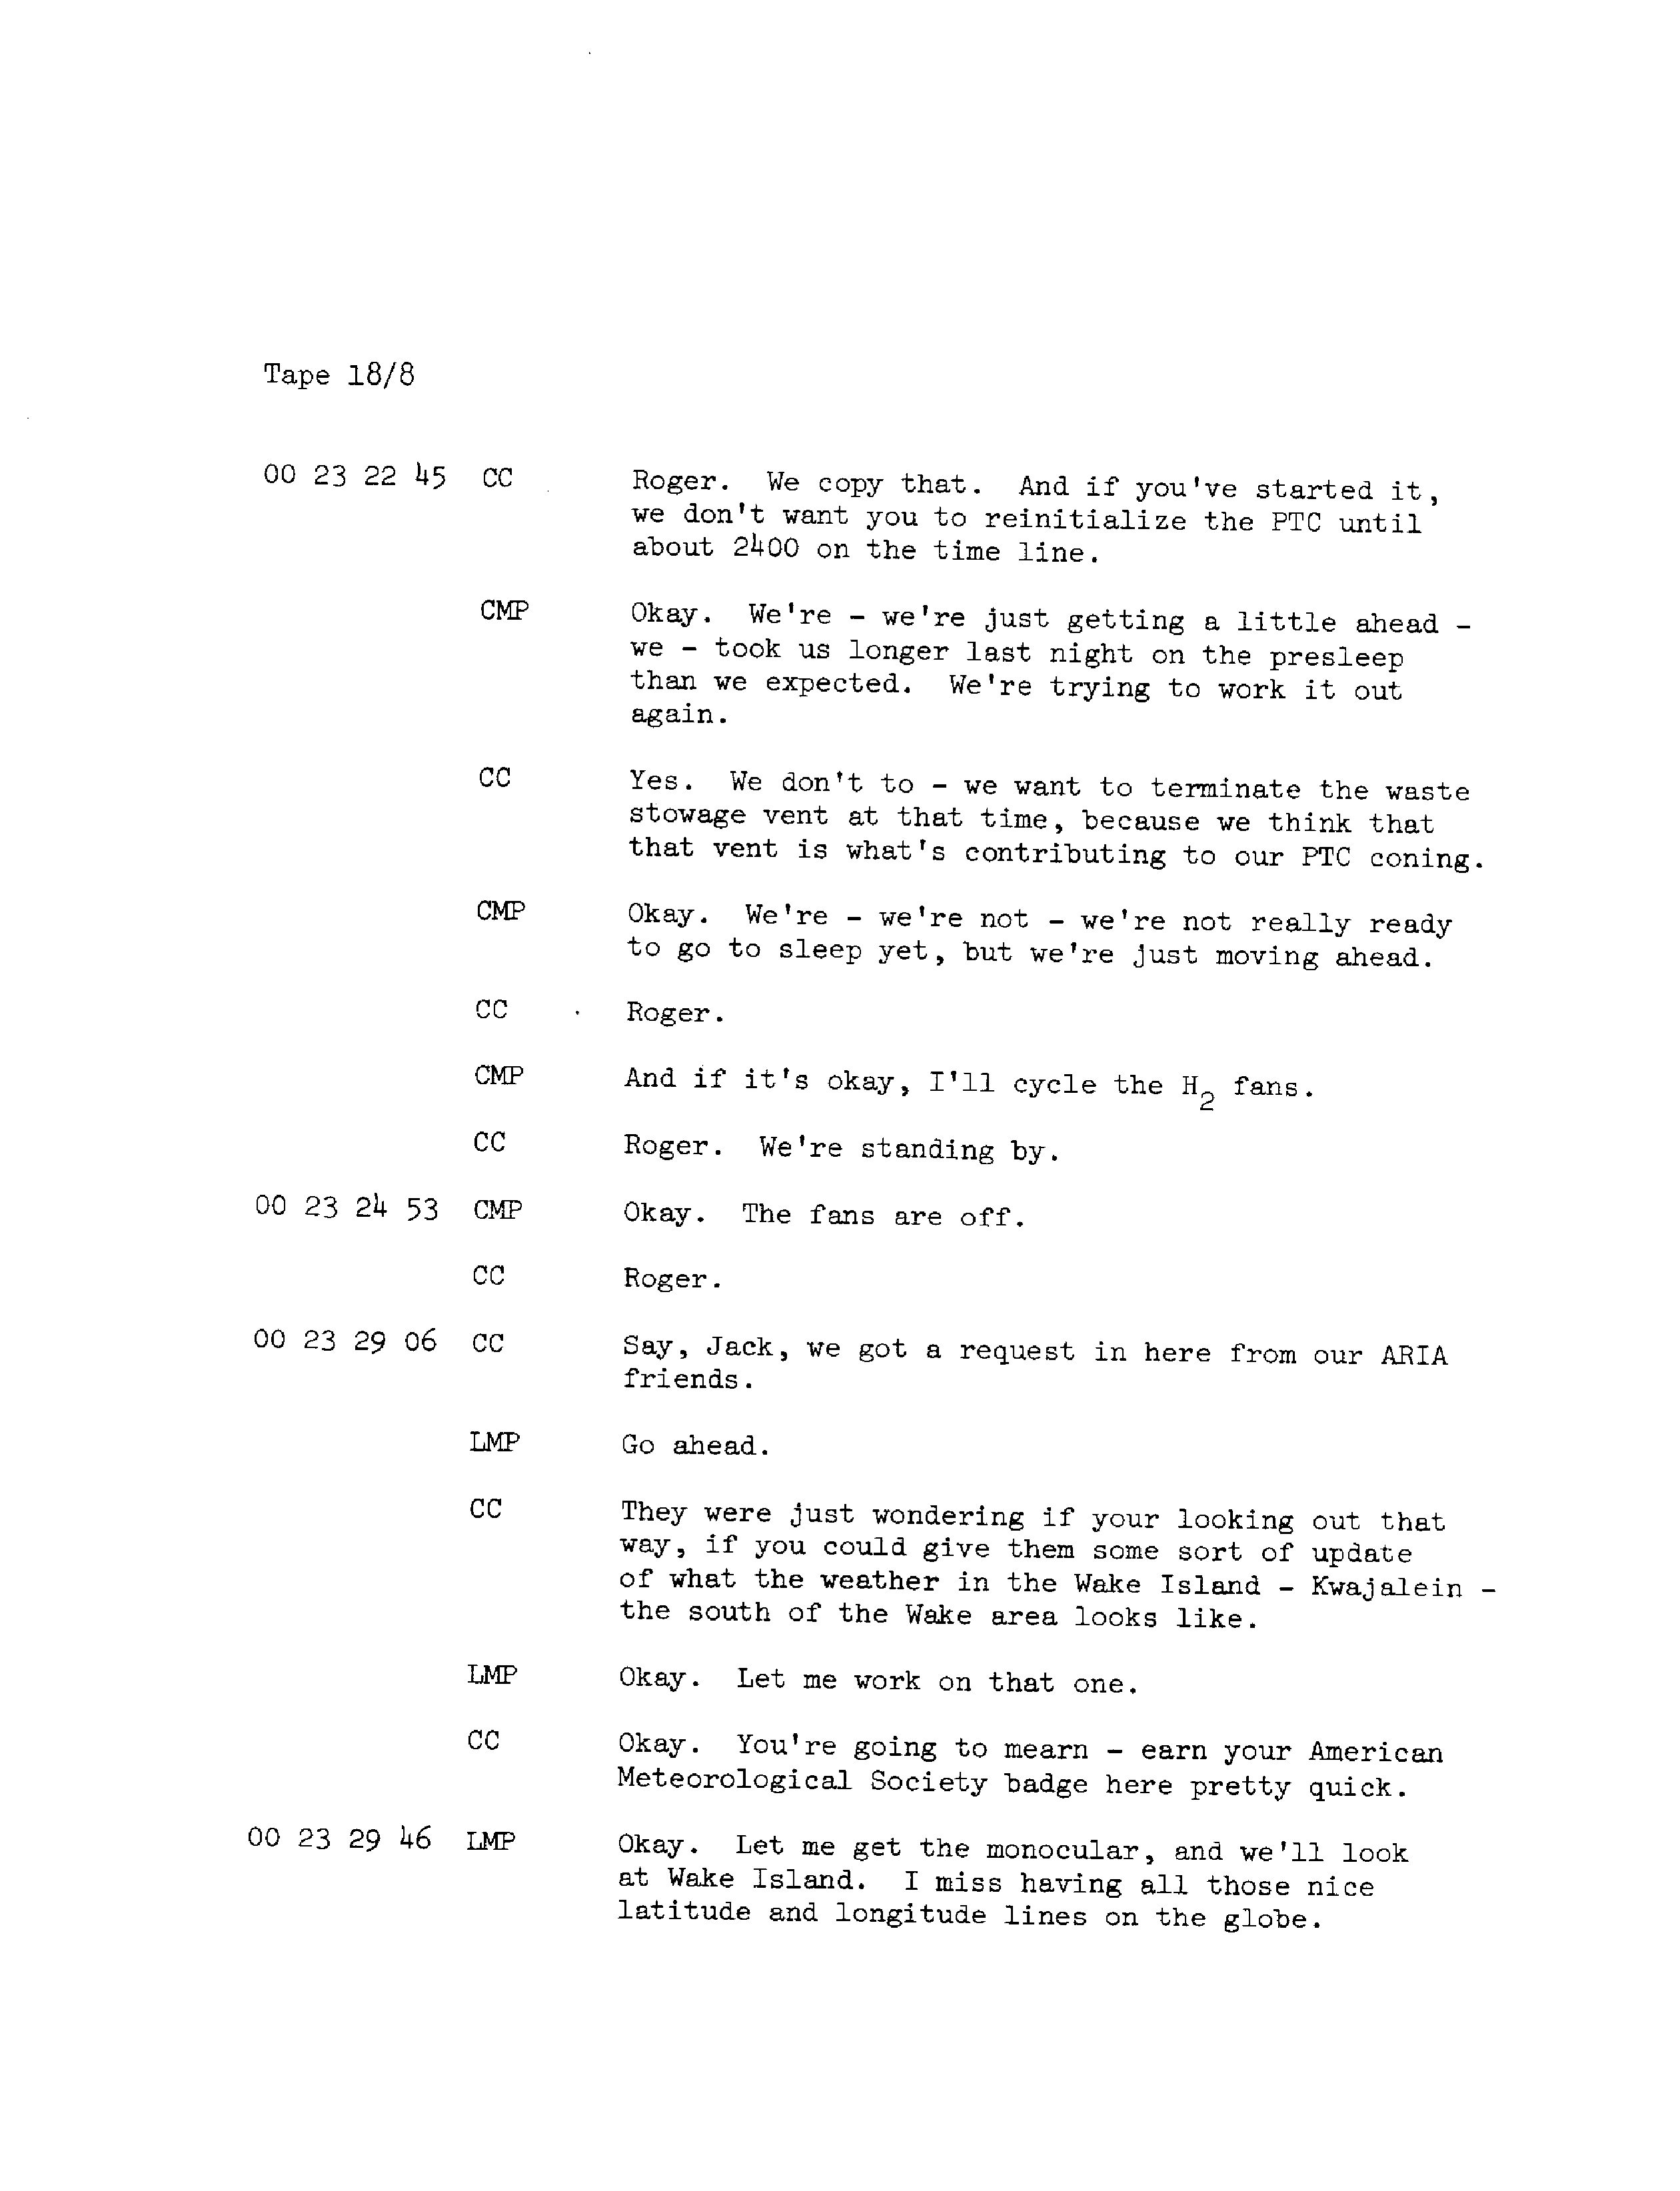 Tape 18/8
00 23 22 45 CC Roger. We copy that. And if you've started it,
we don't want you to reinitialize the PTC until
about 2400 on the time line.
CMP Okay. We're - we're just getting a little ahead -
we - took us longer last night on the presleep
than we expected. We're trying to work it out
again.
CC Yes. We don't to - we want to terminate the waste
stowage vent at that time, because we think that
that vent is what's contributing to our PTC coning.
CMP Okay. We're - we're not - we're not really ready
to go to sleep yet, but we're just moving ahead.
CC Roger.
CMP And if it's okay, I'll cycle the H2 fans.
CC Roger. We're standing by.
00 23 24 53 CMP Okay. The fans are off.
CC Roger.
00 23 29 06 CC Say, Jack, we got a request in here from our ARIA
friends.
LMP Go ahead.
CC They were just wondering if your looking out that
way, if you could give them some sort of update
of what the weather in the Wake Island - Kwajalein -
the south of the Wake area looks like.
LMP Okay. Let me work on that one.
CC Okay. You're going to mearn - earn your American
Meteorological Society badge here pretty quick.
00 23 29 46 LMP Okay. Let me get the monocular, and we'll look
at Wake Island. I miss having all those nice
latitude and longitude lines on the globe.